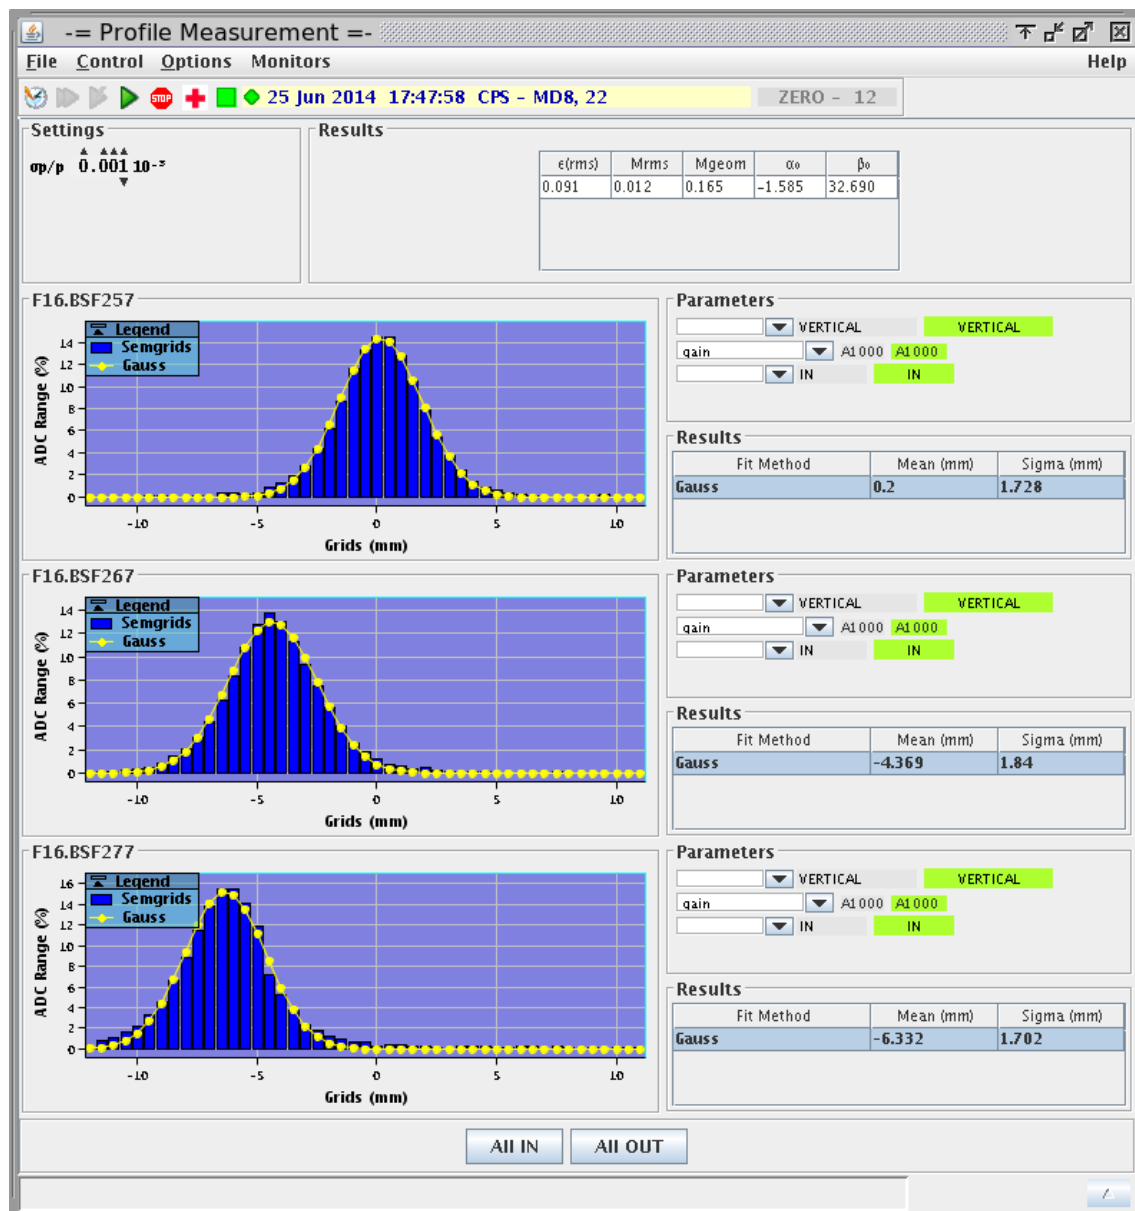 -= Profile Measurement =-
File Control Options Monitors Help
STOP 25 Jun 2014 17:47:58 CPS - MD8, 22 ZERO - 12
Settings
σp/p 0.001 10⁻³
Results
ε(rms) Mrms Mgeom α₀ β₀
0.091 0.012 0.165 -1.585 32.690
F16.BSF257
Legend
Semgrids
Gauss
ADC Range (%)
14
12
10
8
6
4
2
0
-10 -5 0 5 10
Grids (mm)
Parameters
VERTICAL VERTICAL
gain A1000 A1000
IN IN
Results
Fit Method Mean (mm) Sigma (mm)
Gauss 0.2 1.728
F16.BSF267
Legend
Semgrids
Gauss
ADC Range (%)
14
12
10
8
6
4
2
0
-10 -5 0 5 10
Grids (mm)
Parameters
VERTICAL VERTICAL
gain A1000 A1000
IN IN
Results
Fit Method Mean (mm) Sigma (mm)
Gauss -4.369 1.84
F16.BSF277
Legend
Semgrids
Gauss
ADC Range (%)
16
14
12
10
8
6
4
2
0
-10 -5 0 5 10
Grids (mm)
Parameters
VERTICAL VERTICAL
gain A1000 A1000
IN IN
Results
Fit Method Mean (mm) Sigma (mm)
Gauss -6.332 1.702
All IN All OUT